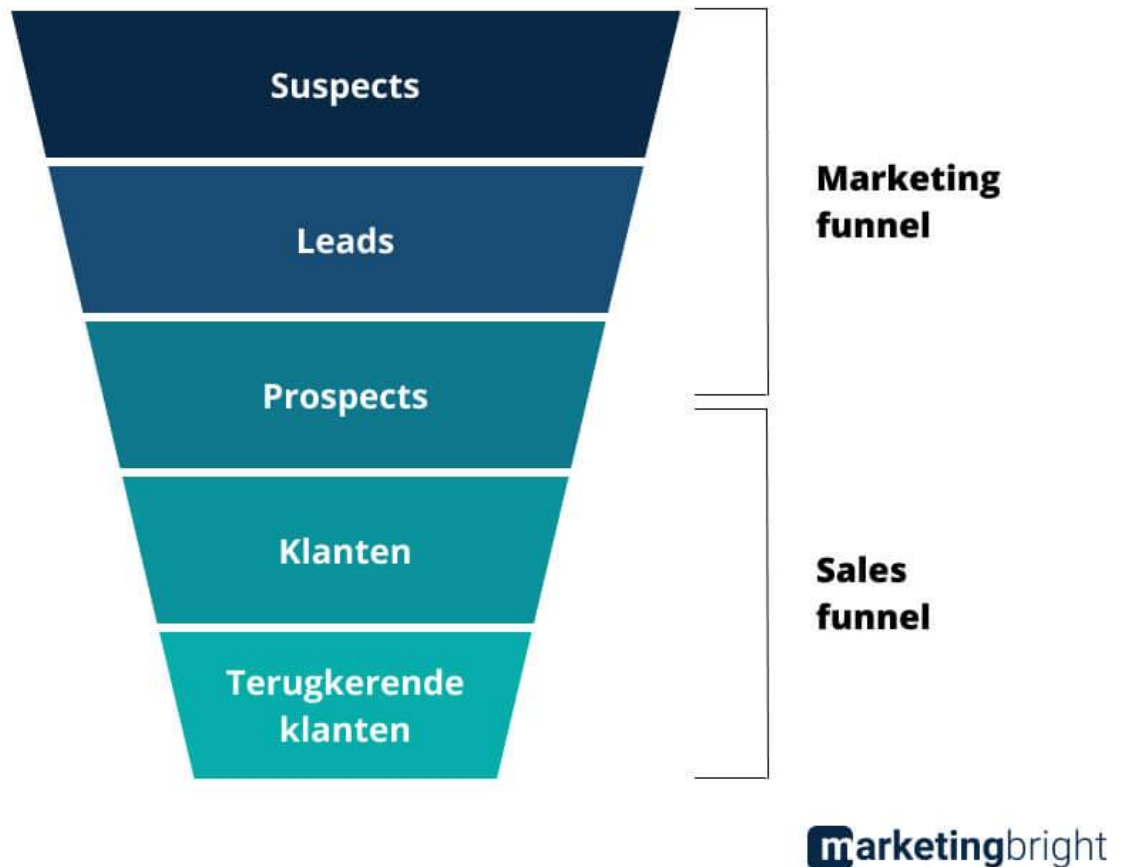 Suspects
Leads
Prospects
Klanten
Terugkerende
klanten
Marketing
funnel
Sales
funnel
marketingbright